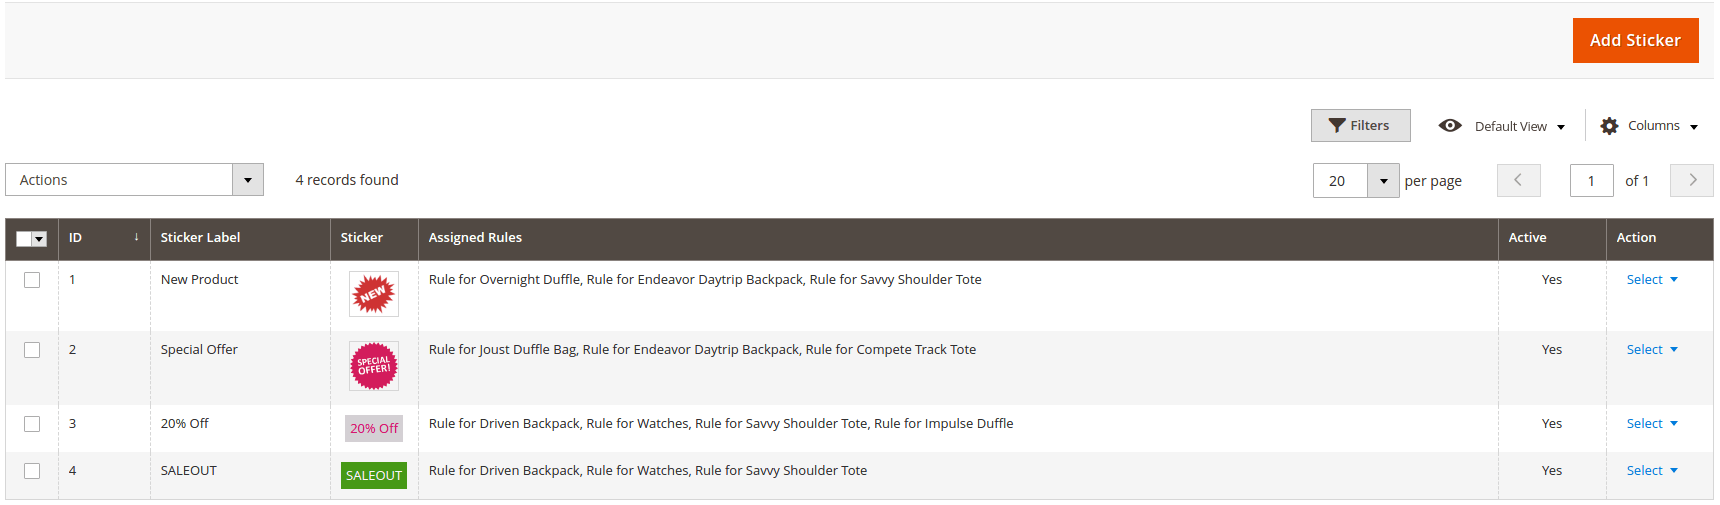 Add Sticker
Filters Default View Columns
Actions 4 records found 20 per page 1 of 1
ID ↓ Sticker Label Sticker Assigned Rules Active Action
1 New Product NEW Rule for Overnight Duffle, Rule for Endeavor Daytrip Backpack, Rule for Savvy Shoulder Tote Yes Select
2 Special Offer SPECIAL OFFER! Rule for Joust Duffle Bag, Rule for Endeavor Daytrip Backpack, Rule for Compete Track Tote Yes Select
3 20% Off 20% Off Rule for Driven Backpack, Rule for Watches, Rule for Savvy Shoulder Tote, Rule for Impulse Duffle Yes Select
4 SALEOUT SALEOUT Rule for Driven Backpack, Rule for Watches, Rule for Savvy Shoulder Tote Yes Select